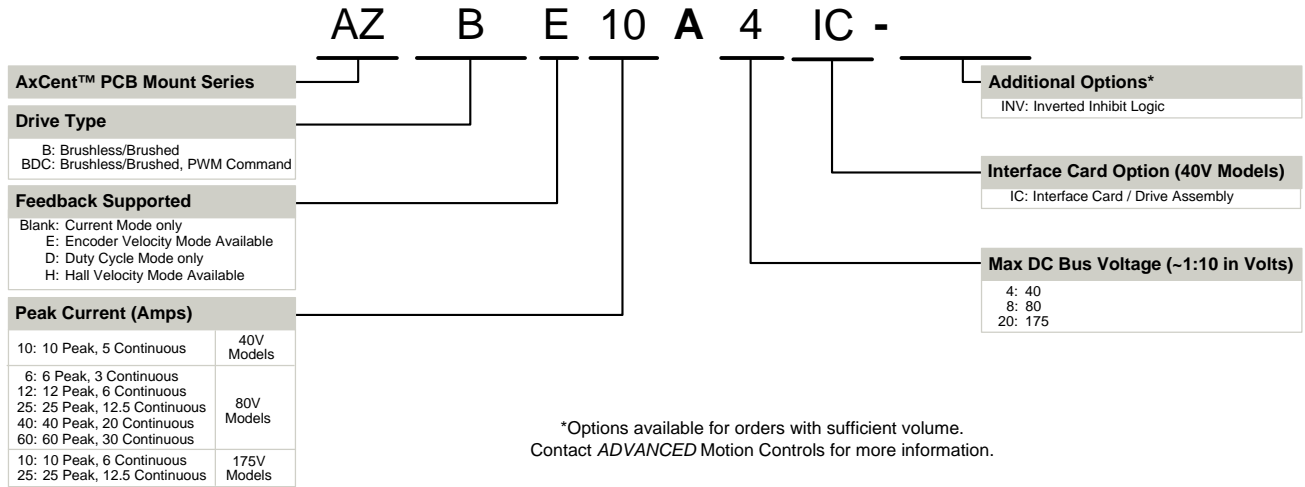 AZ B E 10 A 4 IC -
AxCent™ PCB Mount Series
Drive Type
B: Brushless/Brushed
BDC: Brushless/Brushed, PWM Command
Feedback Supported
Blank: Current Mode only
E: Encoder Velocity Mode Available
D: Duty Cycle Mode only
H: Hall Velocity Mode Available
Peak Current (Amps)
10: 10 Peak, 5 Continuous
40V
Models
6: 6 Peak, 3 Continuous
12: 12 Peak, 6 Continuous
25: 25 Peak, 12.5 Continuous
40: 40 Peak, 20 Continuous
60: 60 Peak, 30 Continuous
80V
Models
10: 10 Peak, 6 Continuous
25: 25 Peak, 12.5 Continuous
175V
Models
Additional Options*
INV: Inverted Inhibit Logic
Interface Card Option (40V Models)
IC: Interface Card / Drive Assembly
Max DC Bus Voltage (~1:10 in Volts)
4: 40
8: 80
20: 175
*Options available for orders with sufficient volume.
Contact ADVANCED Motion Controls for more information.